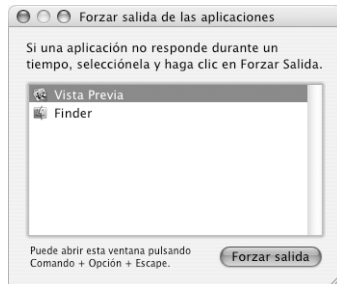 Forzar salida de las aplicaciones
Si una aplicación no responde durante un
tiempo, selecciónela y haga clic en Forzar Salida.
Vista Previa
Finder
Puede abrir esta ventana pulsando
Comando + Opción + Escape.
Forzar salida